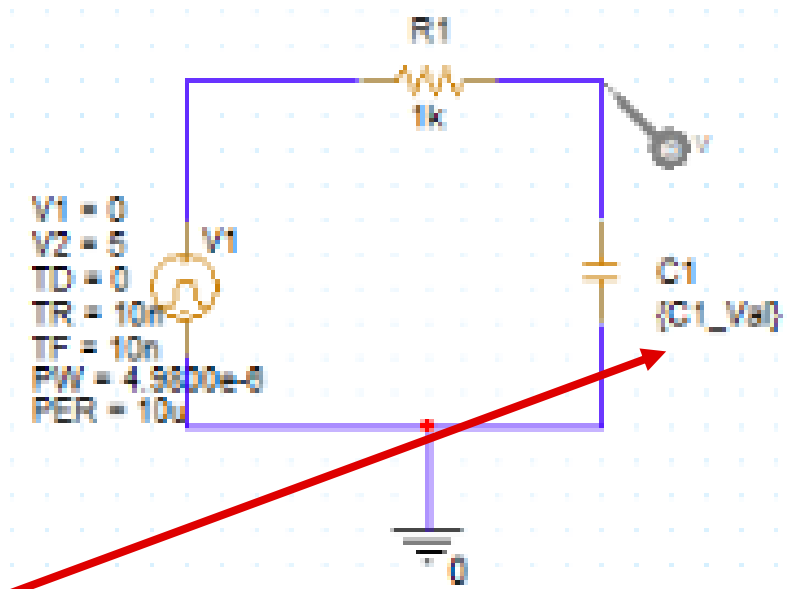 R1
1k
V
V1 = 0
V2 = 5
TD = 0
TR = 10n
TF = 10n
PW = 4.9800e-6
PER = 10u
V1
C1
{C1_Val}
0